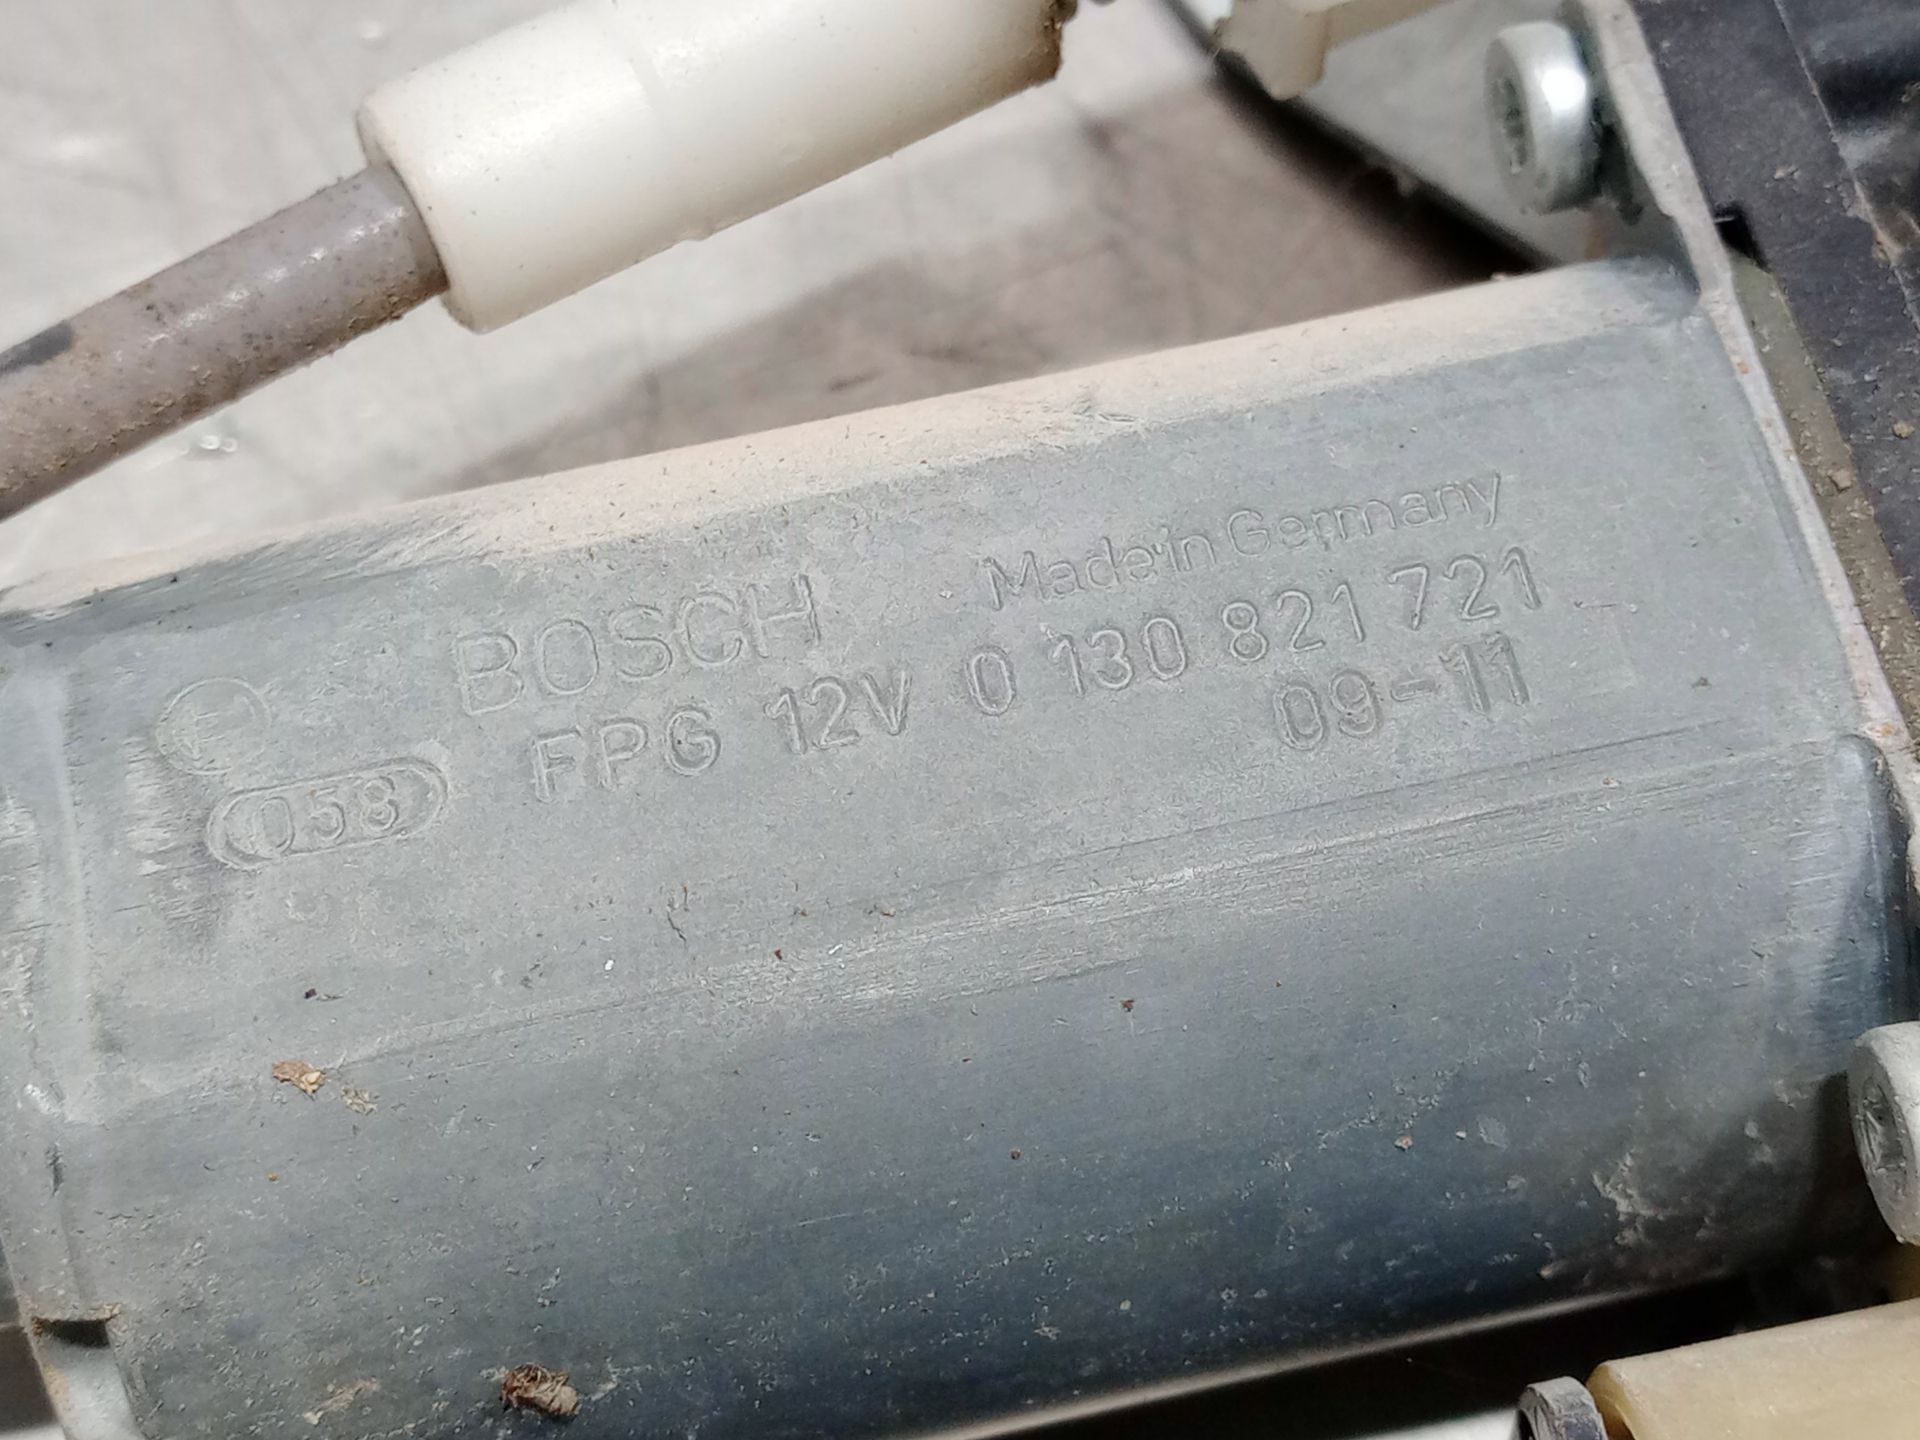 BOSCH Made in Germany
FPG 12V 0 130 821 721
058 09-11